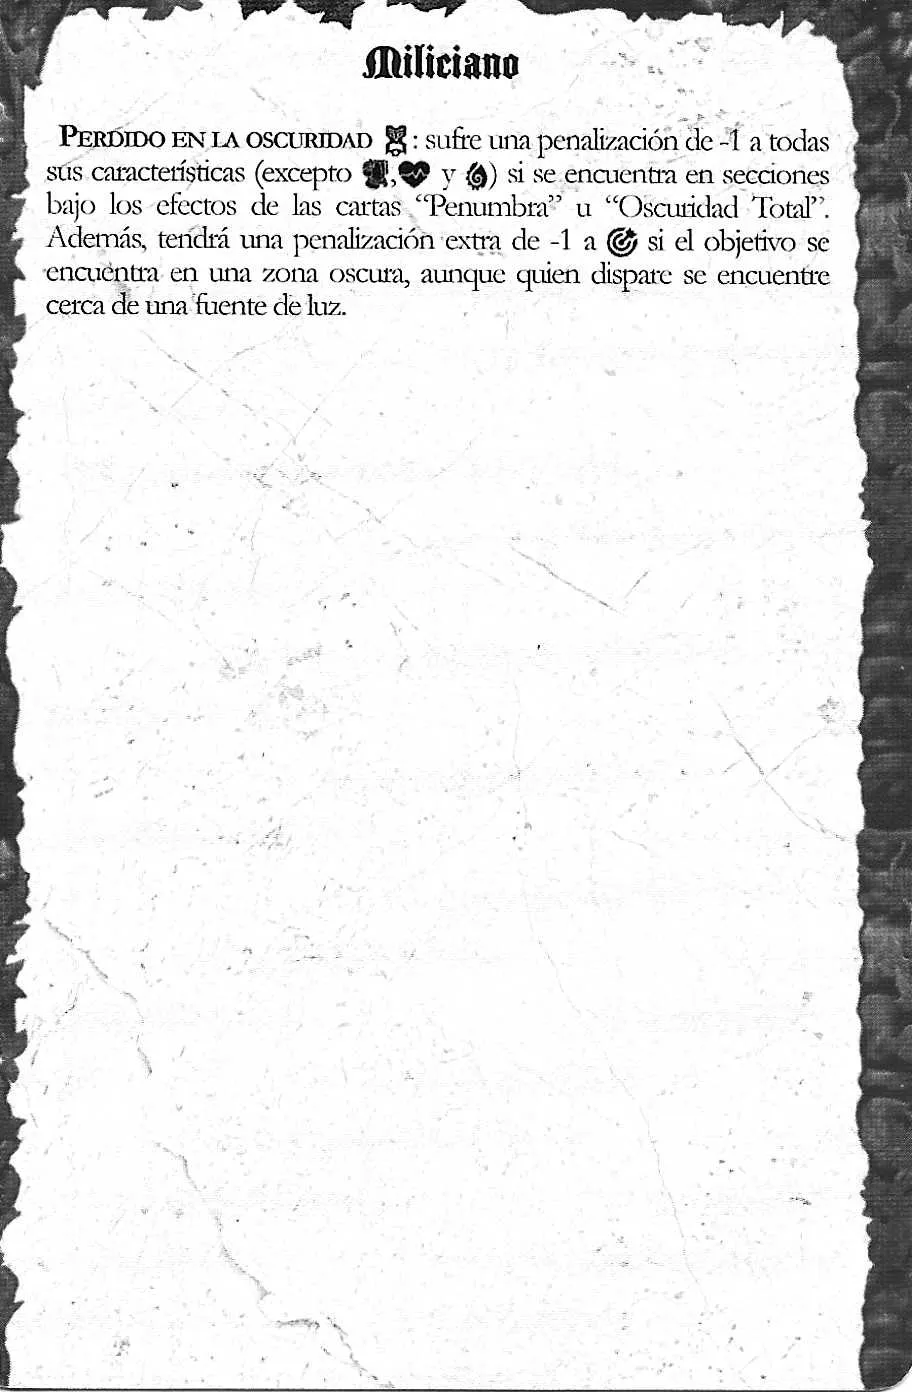 Miliciano
PERDIDO EN LA OSCURIDAD : sufre una penalización de -1 a todas
sus características (excepto , y ) si se encuentra en secciones
bajo los efectos de las cartas “Penumbra” u “Oscuridad Total”.
Además, tendrá una penalización extra de -1 a si el objetivo se
encuentra en una zona oscura, aunque quien dispare se encuentre
cerca de una fuente de luz.